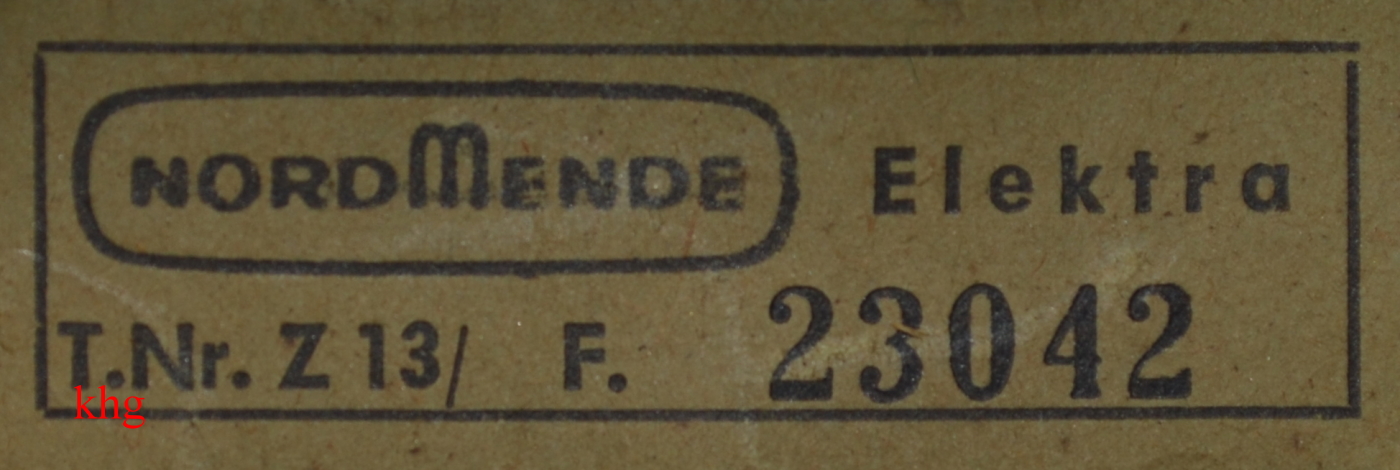 NORDMENDE Elektra
T.Nr. Z 13/ F. 23042
khg